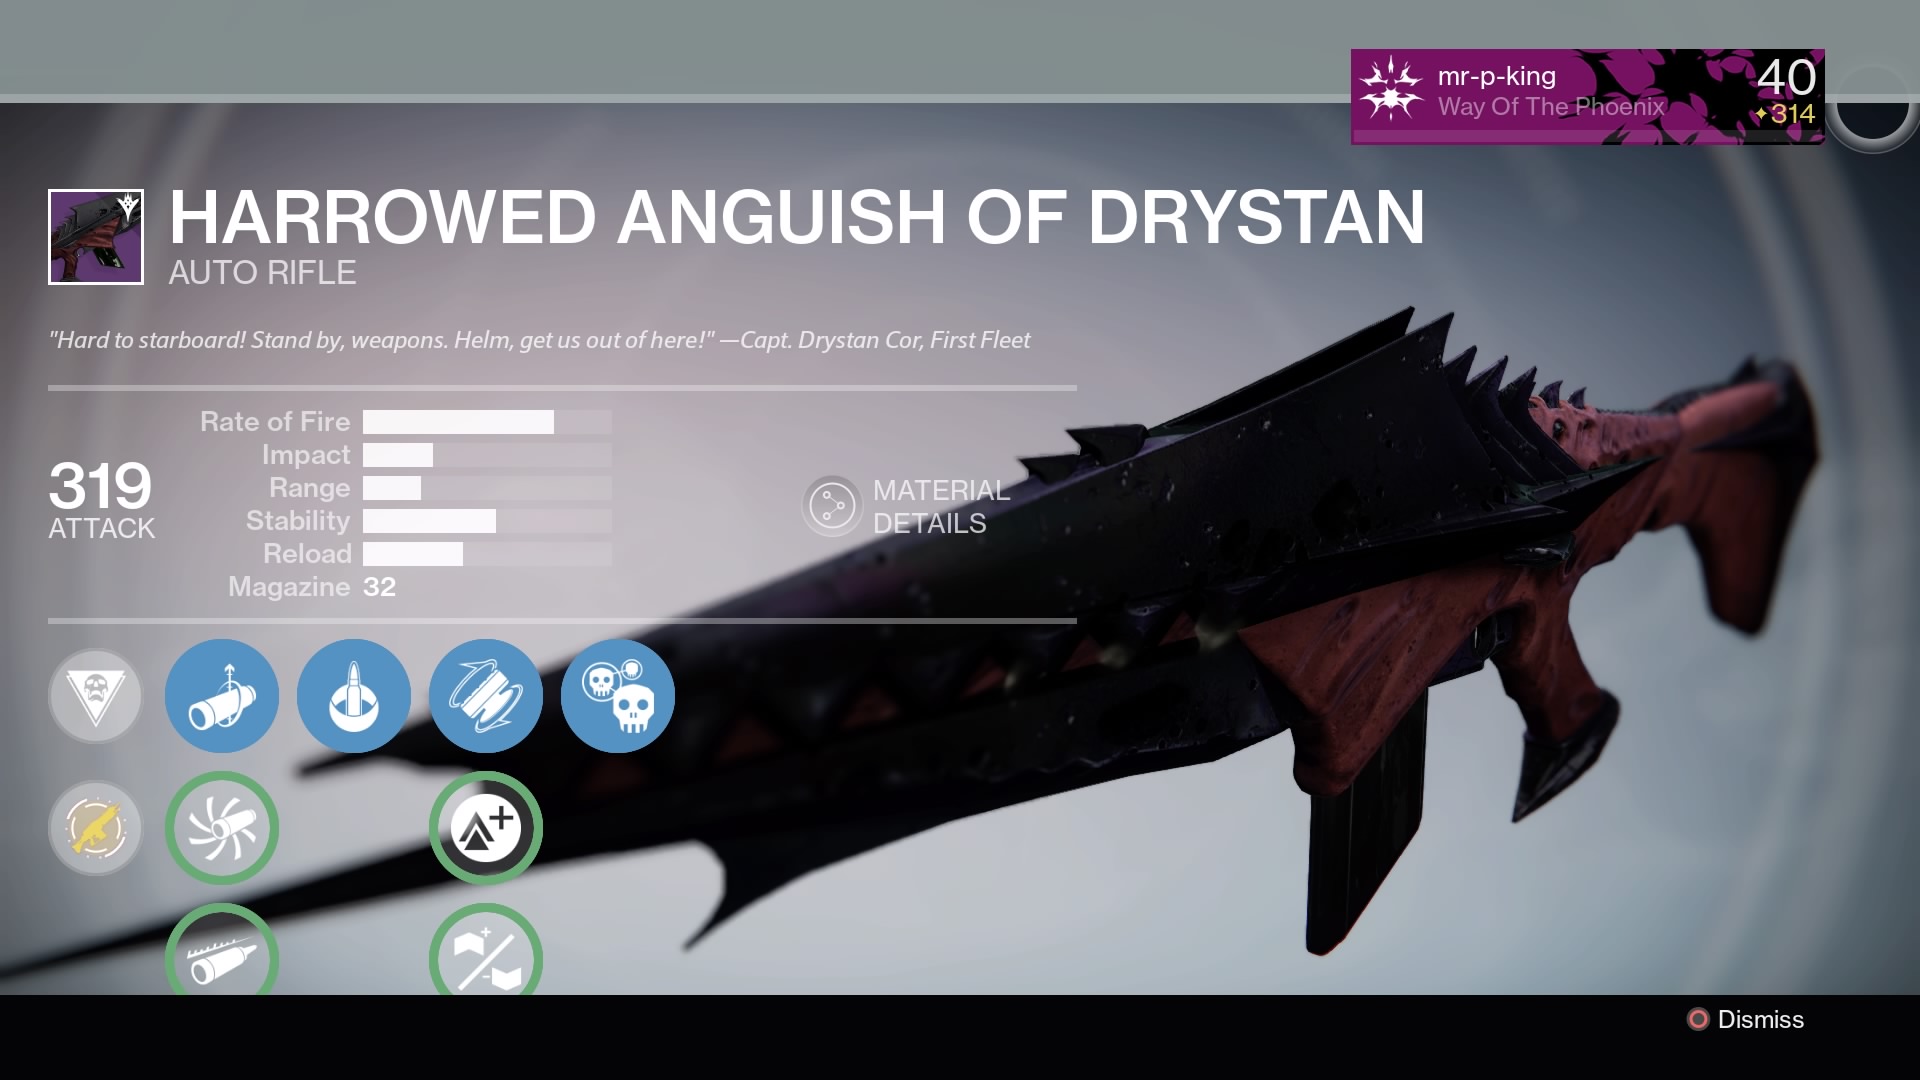 mr-p-king
Way Of The Phoenix
40
314
HARROWED ANGUISH OF DRYSTAN
AUTO RIFLE
"Hard to starboard! Stand by, weapons. Helm, get us out of here!" —Capt. Drystan Cor, First Fleet
319
ATTACK
Rate of Fire
Impact
Range
Stability
Reload
Magazine 32
MATERIAL
DETAILS
Dismiss